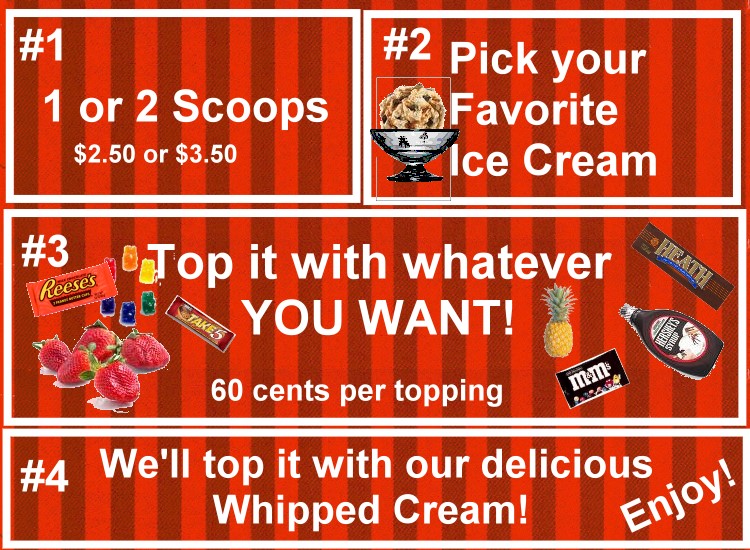 #1
1 or 2 Scoops
$2.50 or $3.50
#2
Pick your
Favorite
Ice Cream
#3
Top it with whatever
YOU WANT!
60 cents per topping
Reese's
TAKE 5
HEATH
HERSHEY'S
SYRUP
m&m's
#4
We'll top it with our delicious
Whipped Cream!
Enjoy!